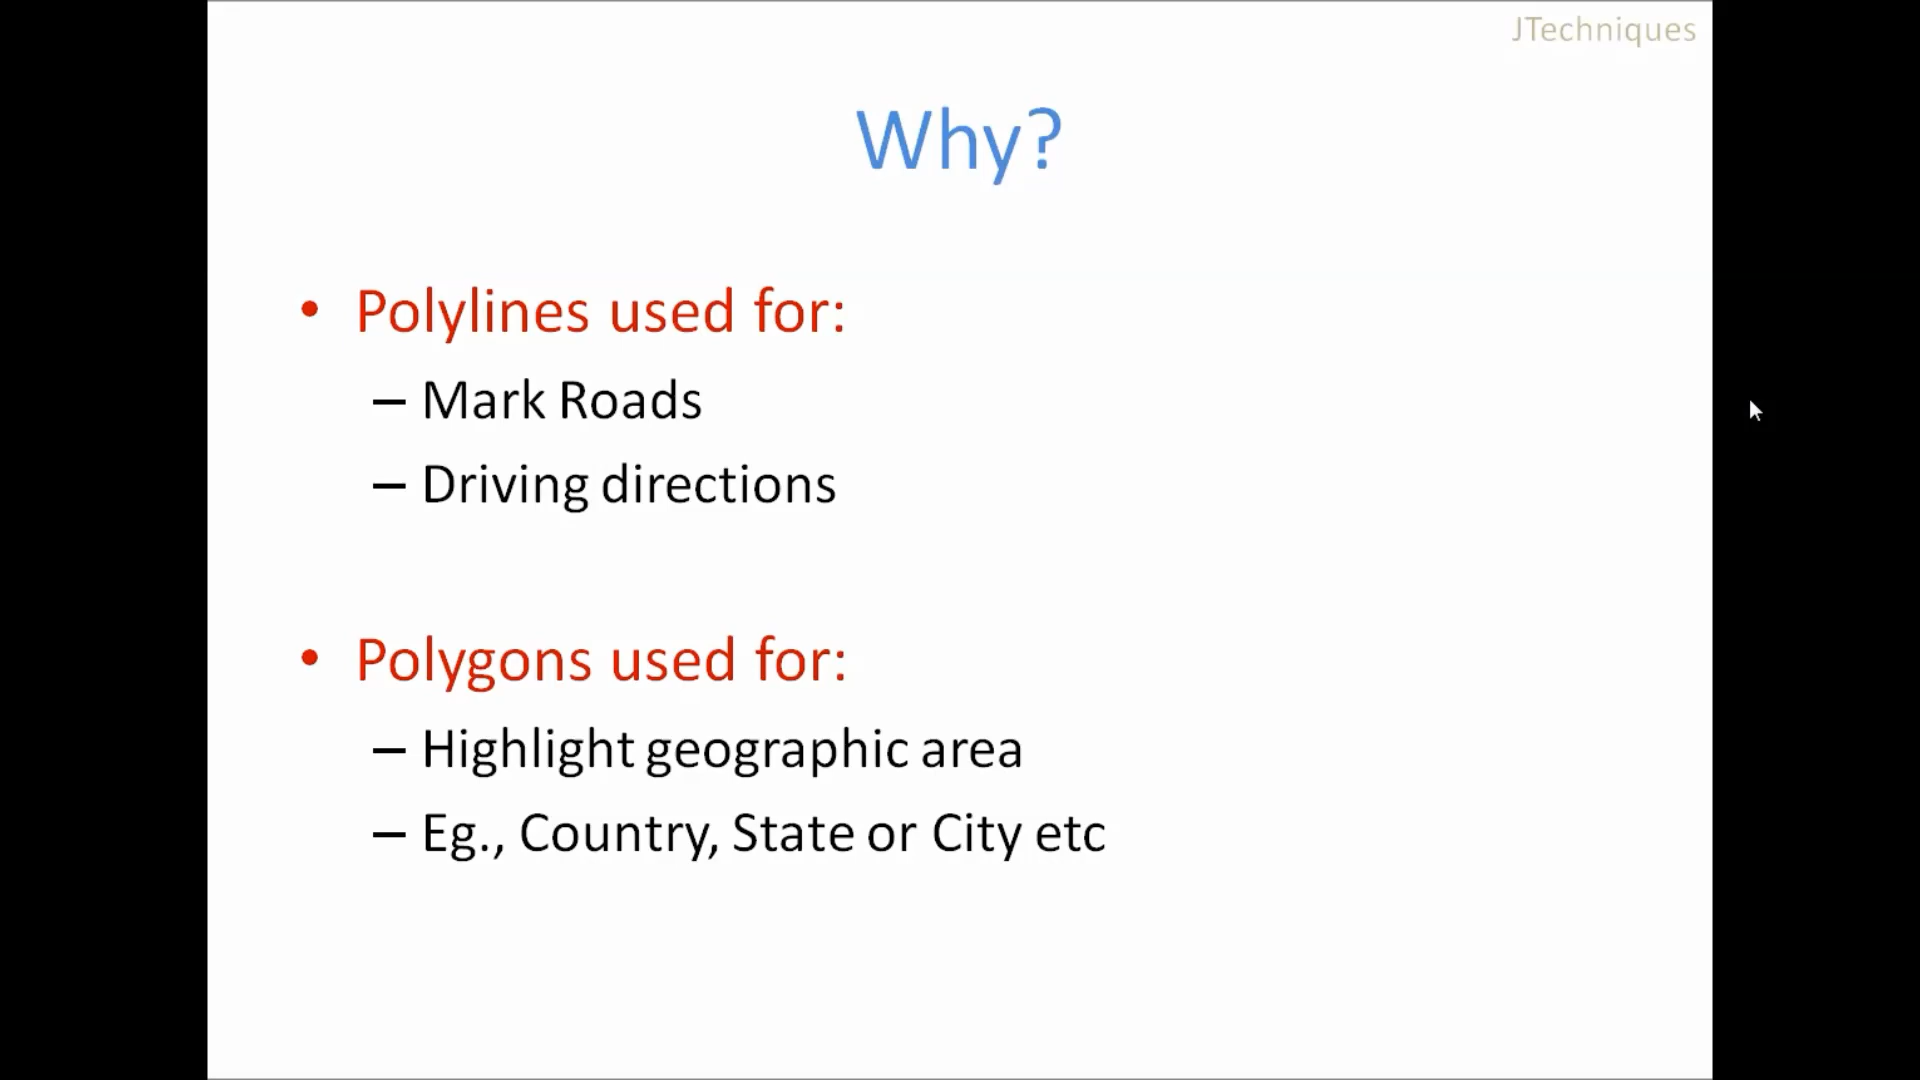 JTechniques
Why?
• Polylines used for:
– Mark Roads
– Driving directions
• Polygons used for:
– Highlight geographic area
– Eg., Country, State or City etc